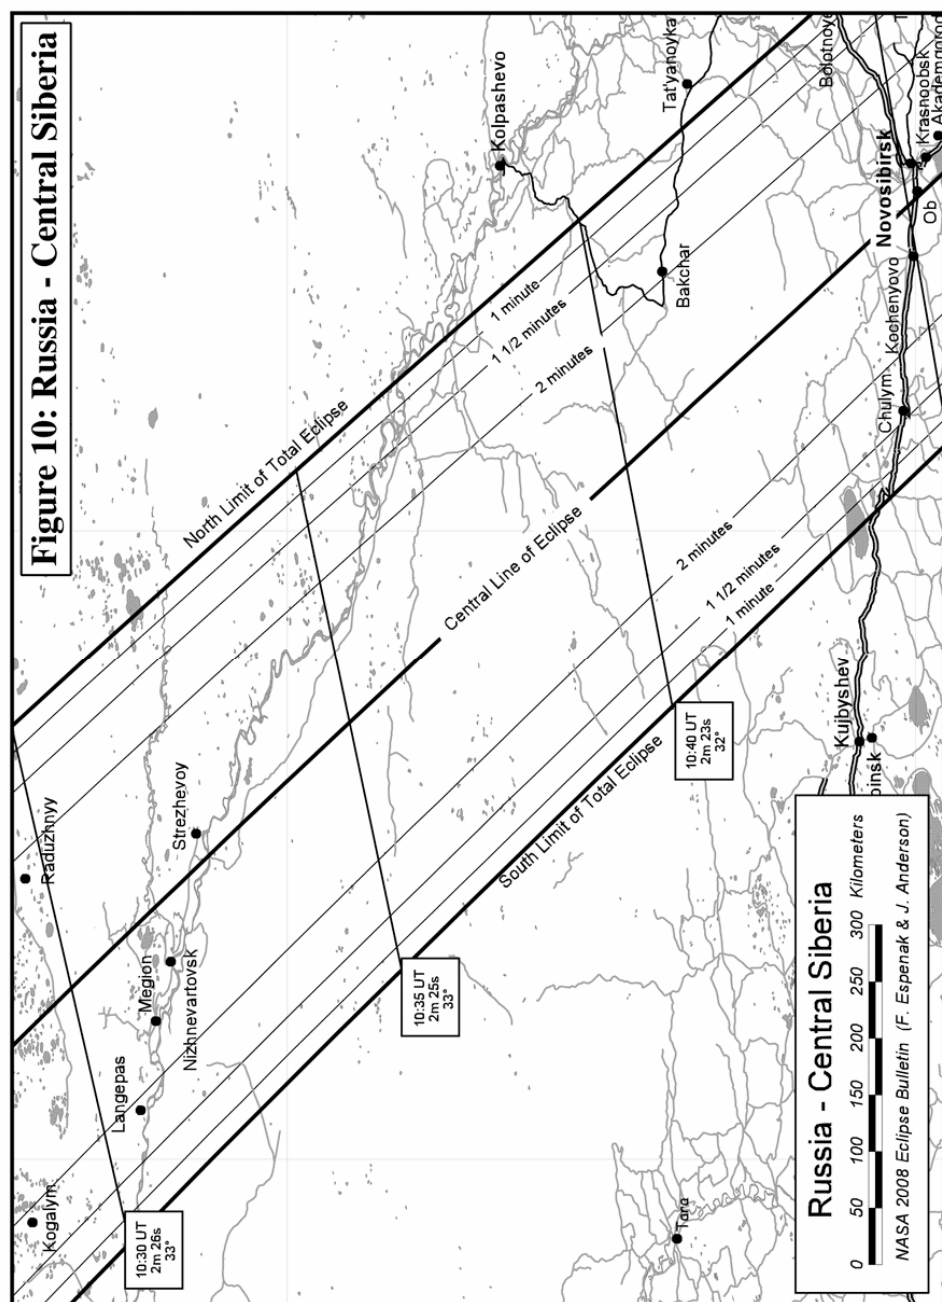 Figure 10: Russia - Central Siberia
Kogalym
Raduzhnyy
Langepas
Megion
Nizhnevartovsk
Strezhevoy
North Limit of Total Eclipse
1 minute
1 1/2 minutes
2 minutes
Central Line of Eclipse
2 minutes
1 1/2 minutes
1 minute
South Limit of Total Eclipse
10:30 UT
2m 26s
33°
10:35 UT
2m 25s
33°
10:40 UT
2m 23s
32°
Kolpashevo
Tat'yanovka
Bakchar
Bolotnoye
Novosibirsk
Krasnoobsk
Akademgorod
Ob
Kochenyovo
Chulym
Kujbyshev
binsk
Tara
Russia - Central Siberia
0 50 100 150 200 250 300 Kilometers
NASA 2008 Eclipse Bulletin (F. Espenak & J. Anderson)